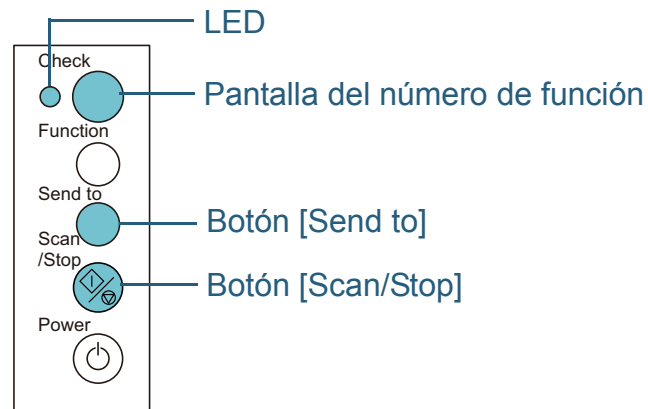 LED
Check
Pantalla del número de función
Function
Send to
Botón [Send to]
Scan
/Stop
Botón [Scan/Stop]
Power